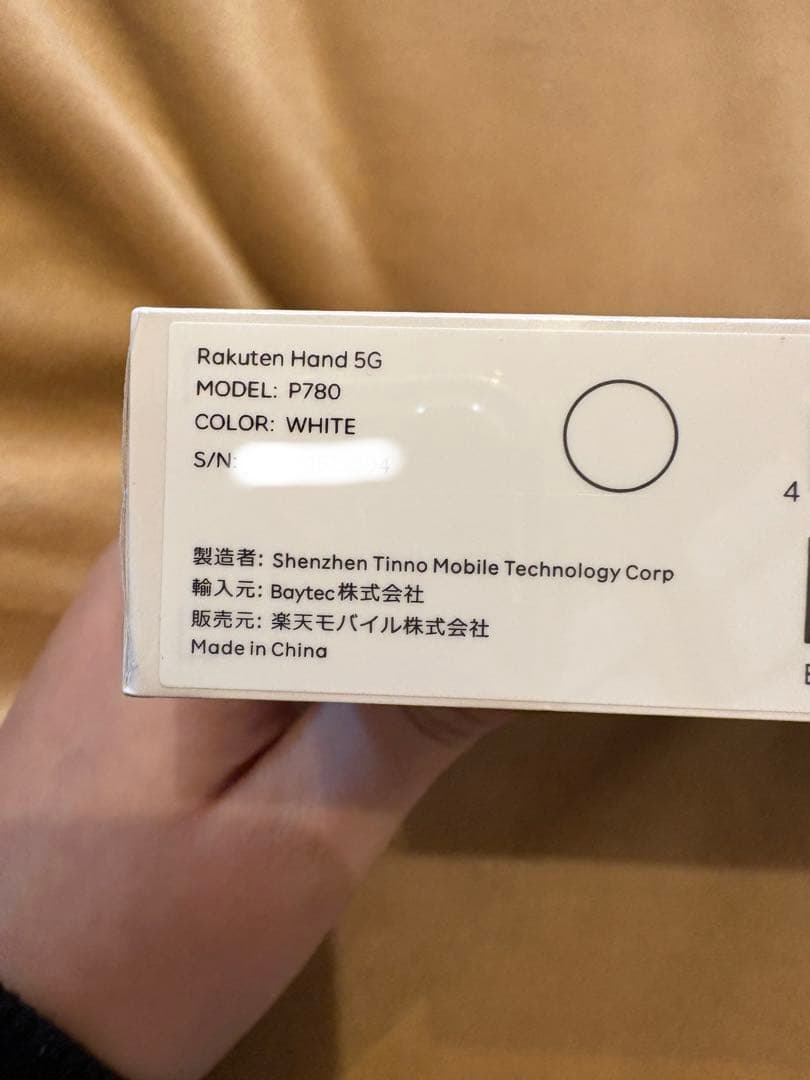 Rakuten Hand 5G
MODEL: P780
COLOR: WHITE
S/N:
4
製造者: Shenzhen Tinno Mobile Technology Corp
輸入元: Baytec株式会社
販売元: 楽天モバイル株式会社
Made in China